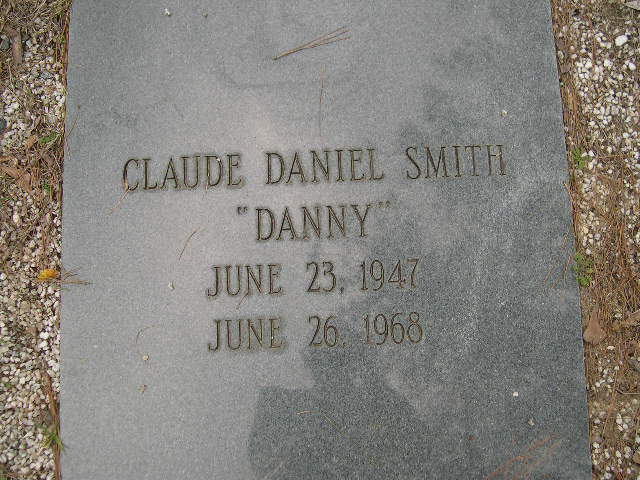 CLAUDE DANIEL SMITH
"DANNY"
JUNE 23, 1947
JUNE 26, 1968